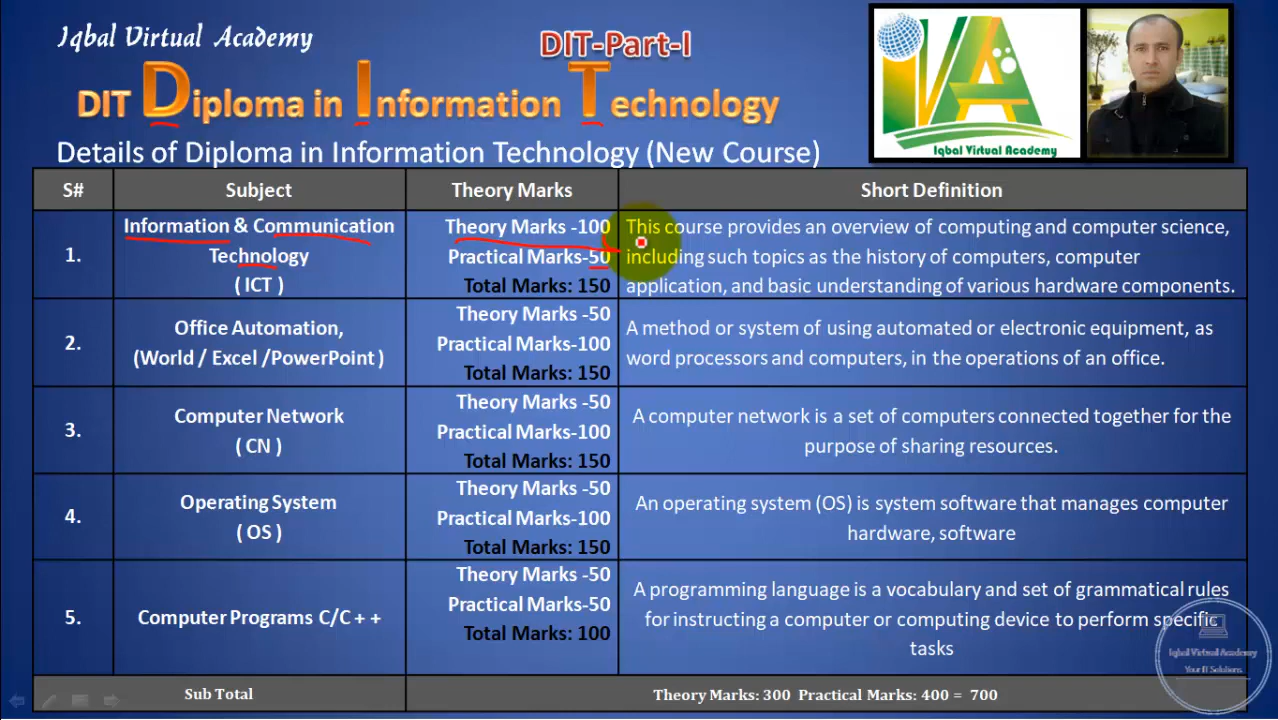 Iqbal Virtual Academy
DIT-Part-I
DIT Diploma in Information Technology
Iqbal Virtual Academy
Details of Diploma in Information Technology (New Course)
S# Subject Theory Marks Short Definition
1.
Information & Communication
Technology
( ICT )
Theory Marks -100
Practical Marks-50
Total Marks: 150
This course provides an overview of computing and computer science,
including such topics as the history of computers, computer
application, and basic understanding of various hardware components.
2.
Office Automation,
(World / Excel /PowerPoint )
Theory Marks -50
Practical Marks-100
Total Marks: 150
A method or system of using automated or electronic equipment, as
word processors and computers, in the operations of an office.
3.
Computer Network
( CN )
Theory Marks -50
Practical Marks-100
Total Marks: 150
A computer network is a set of computers connected together for the
purpose of sharing resources.
4.
Operating System
( OS )
Theory Marks -50
Practical Marks-100
Total Marks: 150
An operating system (OS) is system software that manages computer
hardware, software
5.
Computer Programs C/C + +
Theory Marks -50
Practical Marks-50
Total Marks: 100
A programming language is a vocabulary and set of grammatical rules
for instructing a computer or computing device to perform specific
tasks
Iqbal Virtual Academy
Your IT Solutions
Sub Total Theory Marks: 300 Practical Marks: 400 = 700